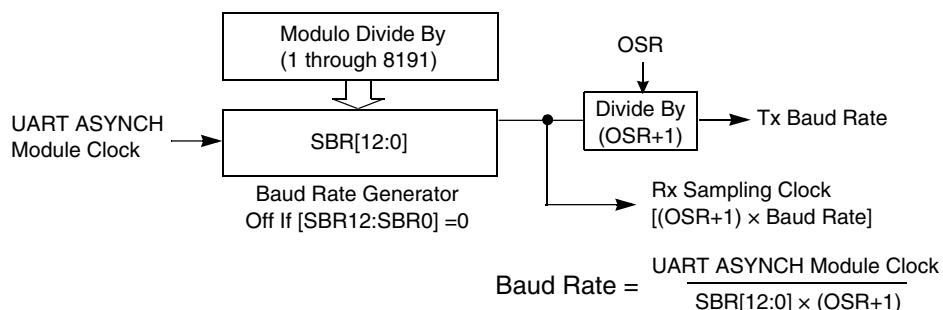 Modulo Divide By
(1 through 8191)
OSR
UART ASYNCH
Module Clock
SBR[12:0]
Divide By
(OSR+1)
Tx Baud Rate
Baud Rate Generator
Off If [SBR12:SBR0] =0
Rx Sampling Clock
[(OSR+1) × Baud Rate]
Baud Rate =
UART ASYNCH Module Clock
SBR[12:0] × (OSR+1)